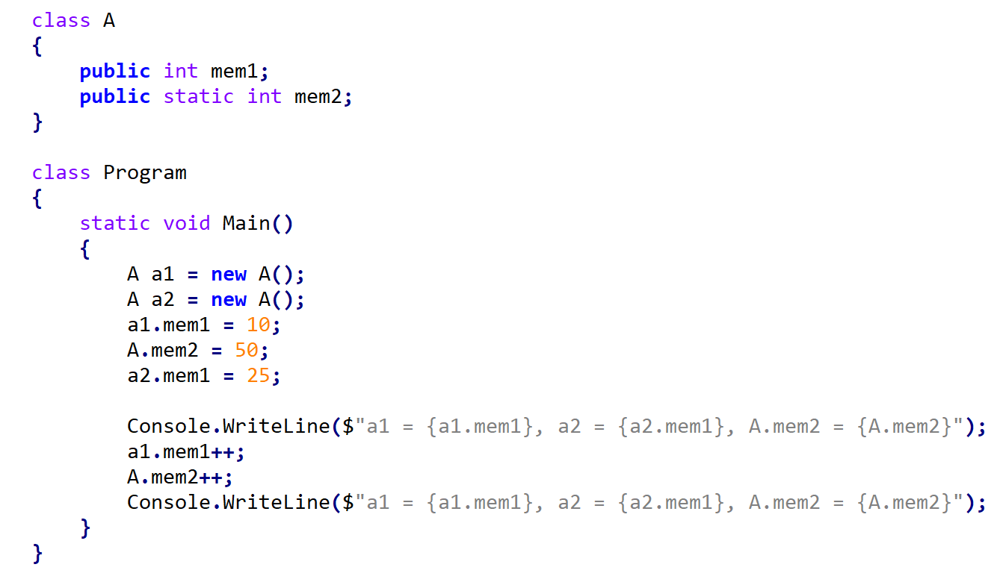 class A
{
    public int mem1;
    public static int mem2;
}

class Program
{
    static void Main()
    {
        A a1 = new A();
        A a2 = new A();
        a1.mem1 = 10;
        A.mem2 = 50;
        a2.mem1 = 25;

        Console.WriteLine($"a1 = {a1.mem1}, a2 = {a2.mem1}, A.mem2 = {A.mem2}");
        a1.mem1++;
        A.mem2++;
        Console.WriteLine($"a1 = {a1.mem1}, a2 = {a2.mem1}, A.mem2 = {A.mem2}");
    }
}